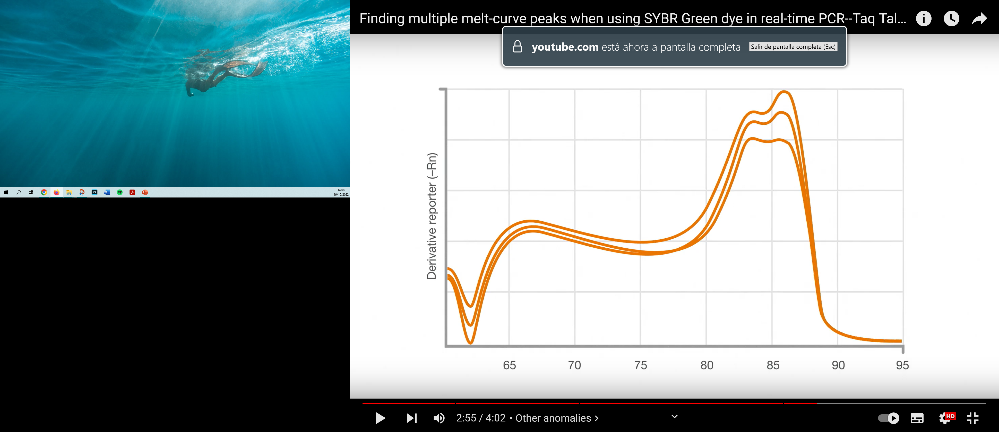 14:08
19/10/2022
Ps
W
P
Finding multiple melt-curve peaks when using SYBR Green dye in real-time PCR--Taq Tal...
youtube.com está ahora a pantalla completa
Salir de pantalla completa (Esc)
Derivative reporter (–Rn)
65 70 75 80 85 90 95
2:55 / 4:02 • Other anomalies
HD